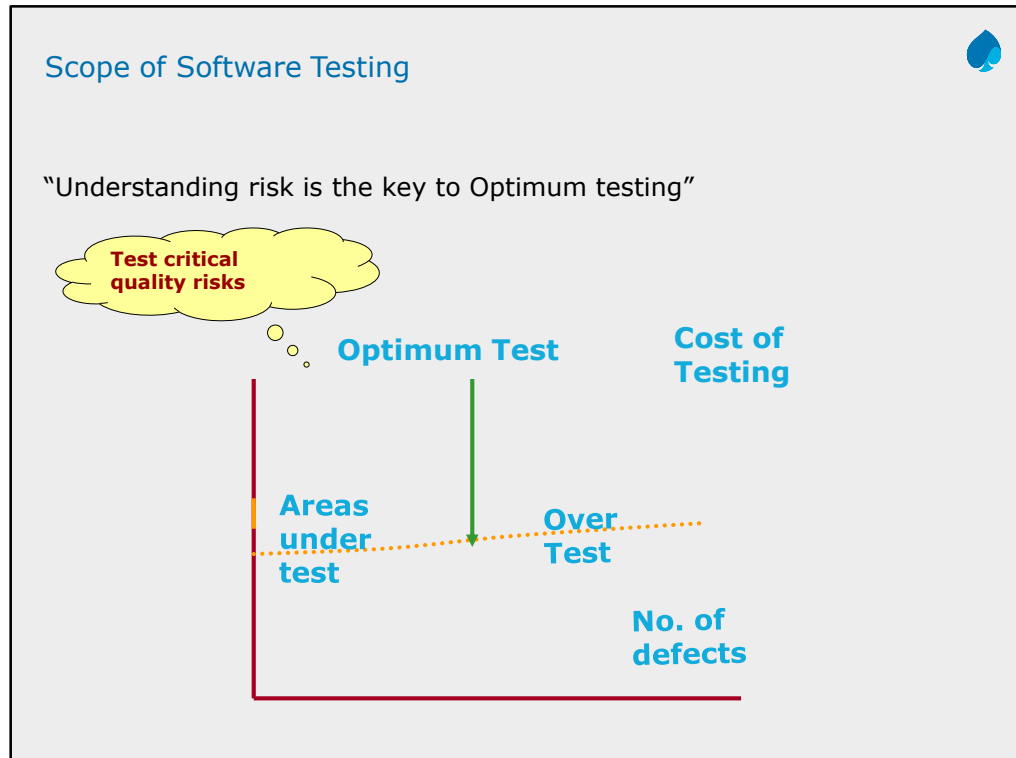 Scope of Software Testing
“Understanding risk is the key to Optimum testing”
Test critical
quality risks
Optimum Test
Cost of
Testing
Areas
under
test
Over
Test
No. of
defects